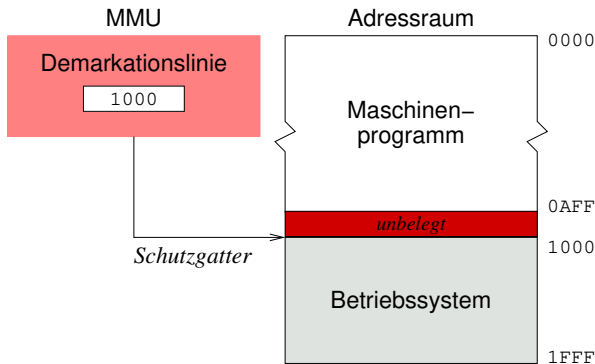 MMU
Demarkationslinie
1000
Schutzgatter
Adressraum
0000
Maschinen−
programm
0AFF
unbelegt
1000
Betriebssystem
1FFF